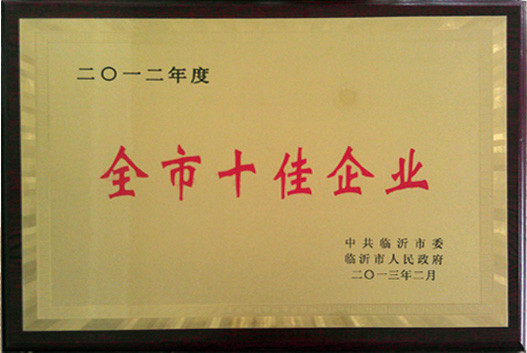 二〇一二年度
全市十佳企业
中共临沂市委
临沂市人民政府
二〇一三年二月